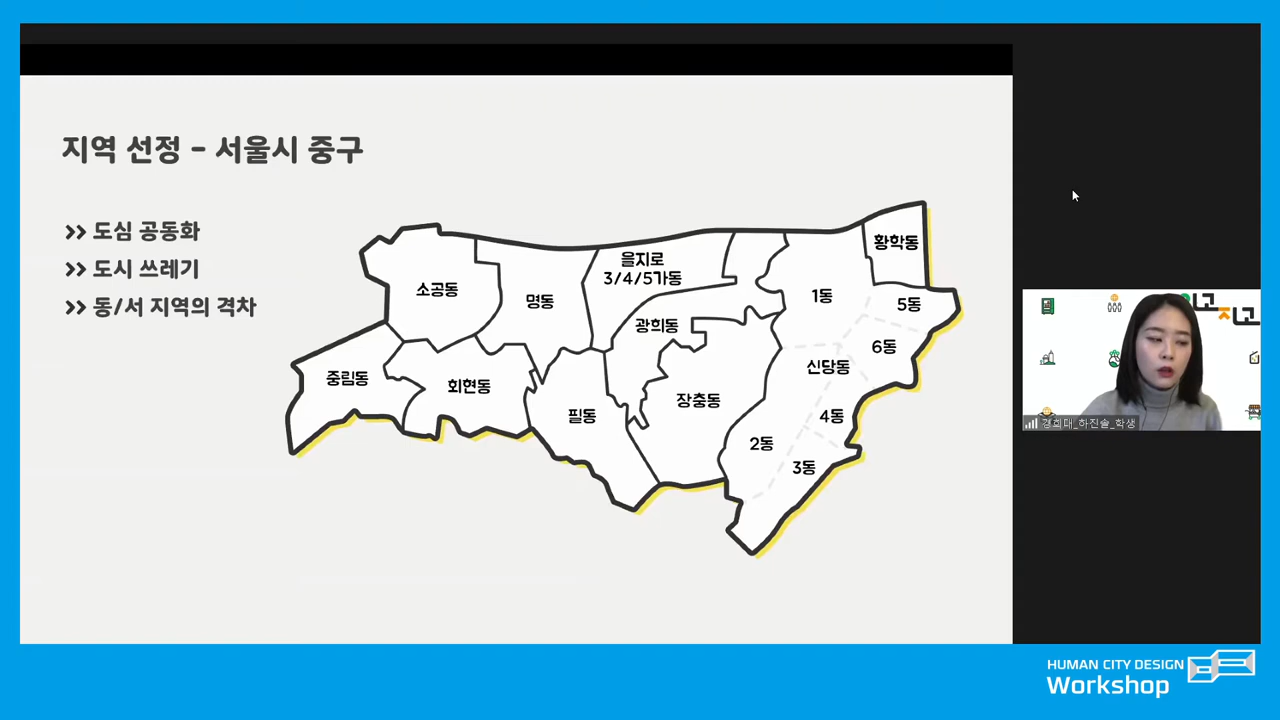 지역 선정 - 서울시 중구
>> 도심 공동화
>> 도시 쓰레기
>> 동/서 지역의 격차
황학동
을지로
3/4/5가동
소공동
명동
1동
5동
광희동
6동
신당동
중림동
회현동
장충동
필동
4동
2동
3동
경희대_하진솔_학생
HUMAN CITY DESIGN
Workshop